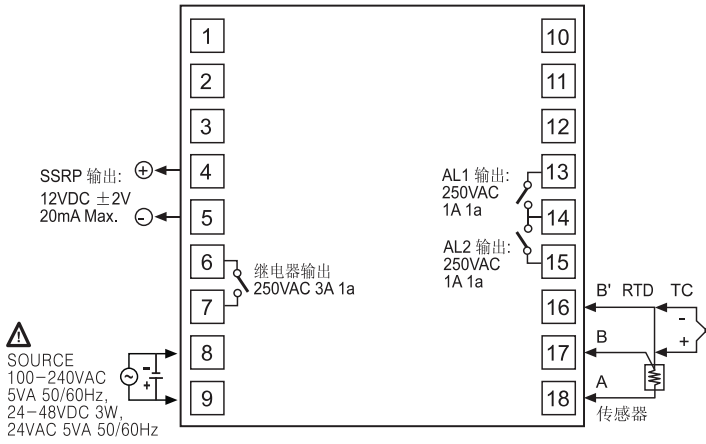 1
10
2
11
3
12
SSRP 输出:
12VDC ±2V
20mA Max.
+
-
4
5
AL1 输出:
250VAC
1A 1a
13
14
AL2 输出:
250VAC
1A 1a
15
6
7
继电器输出
250VAC 3A 1a
B' RTD TC
16
-
+
B
17
A
18
传感器
!
SOURCE
100-240VAC
5VA 50/60Hz,
24-48VDC 3W,
24VAC 5VA 50/60Hz
~
-
+
8
9